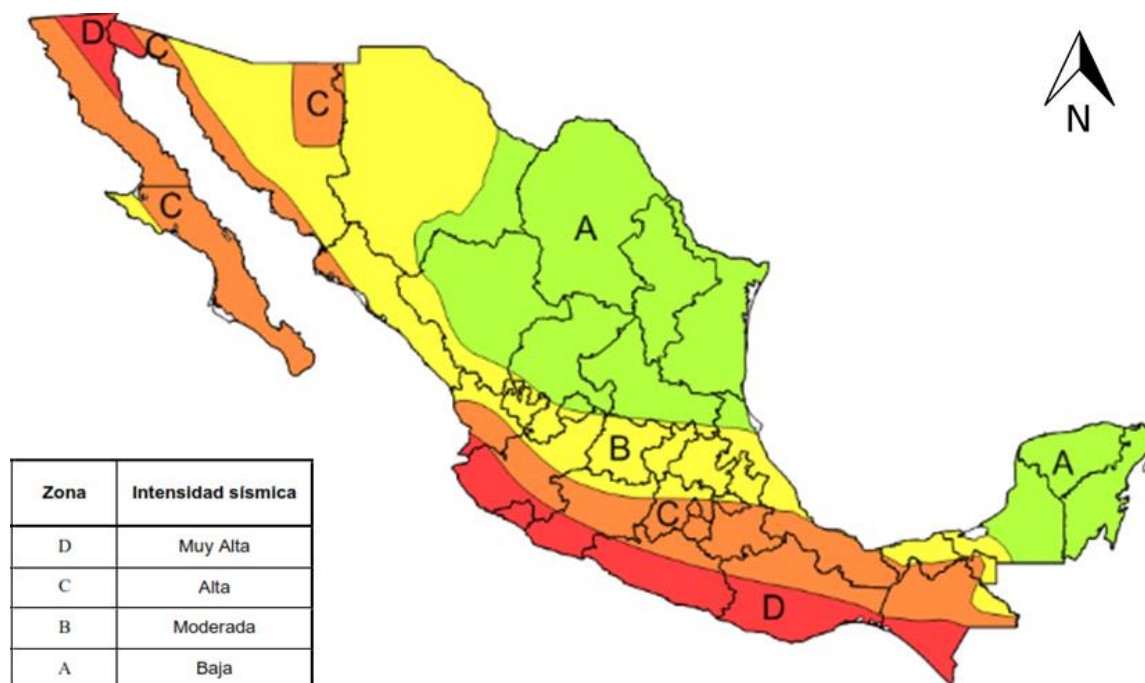 D
C
C
N
C
A
B
A
C
D
Zona Intensidad sísmica
D Muy Alta
C Alta
B Moderada
A Baja